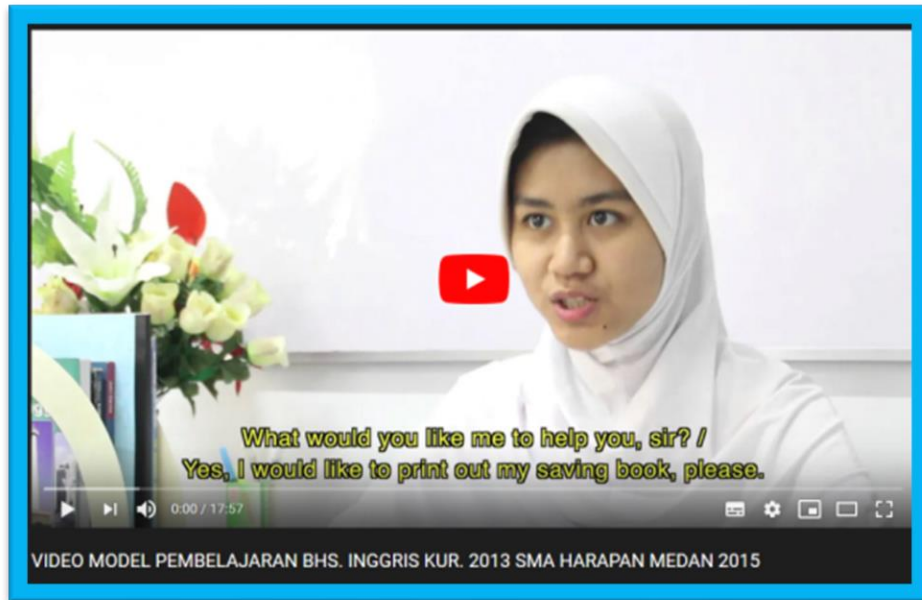 What would you like me to help you, sir? /
Yes, I would like to print out my saving book, please.
0:00 / 17:57
VIDEO MODEL PEMBELAJARAN BHS. INGGRIS KUR. 2013 SMA HARAPAN MEDAN 2015